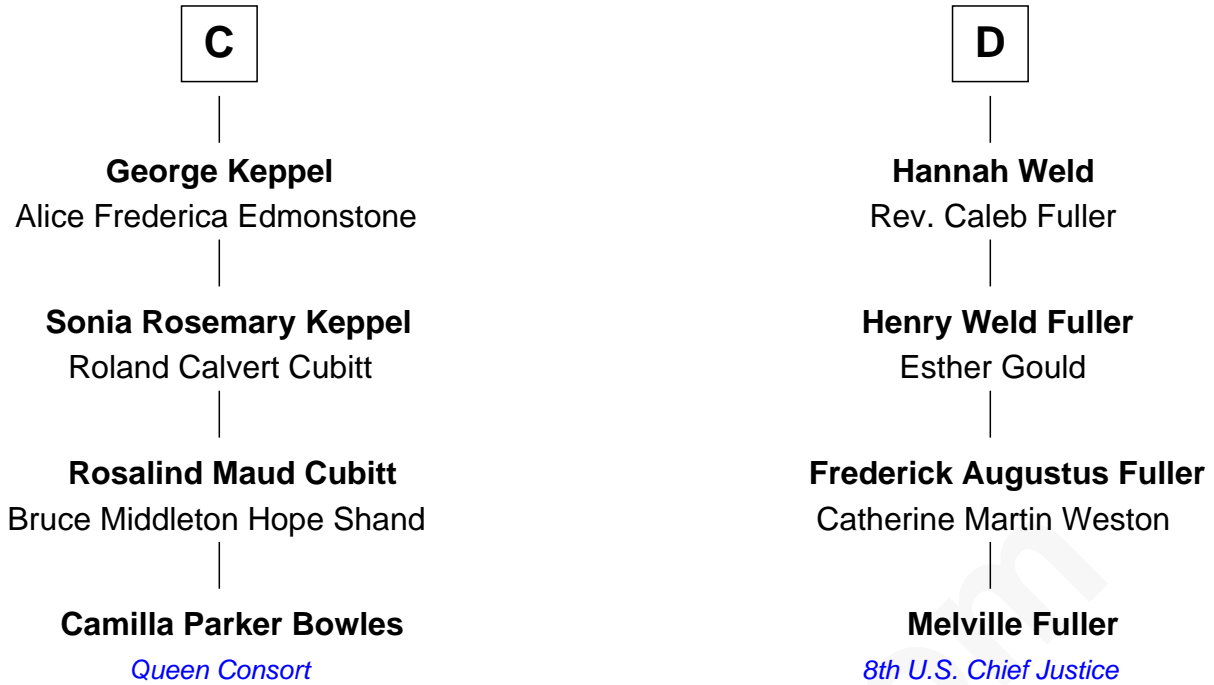 C
George Keppel
Alice Frederica Edmonstone
Sonia Rosemary Keppel
Roland Calvert Cubitt
Rosalind Maud Cubitt
Bruce Middleton Hope Shand
Camilla Parker Bowles
Queen Consort
D
Hannah Weld
Rev. Caleb Fuller
Henry Weld Fuller
Esther Gould
Frederick Augustus Fuller
Catherine Martin Weston
Melville Fuller
8th U.S. Chief Justice